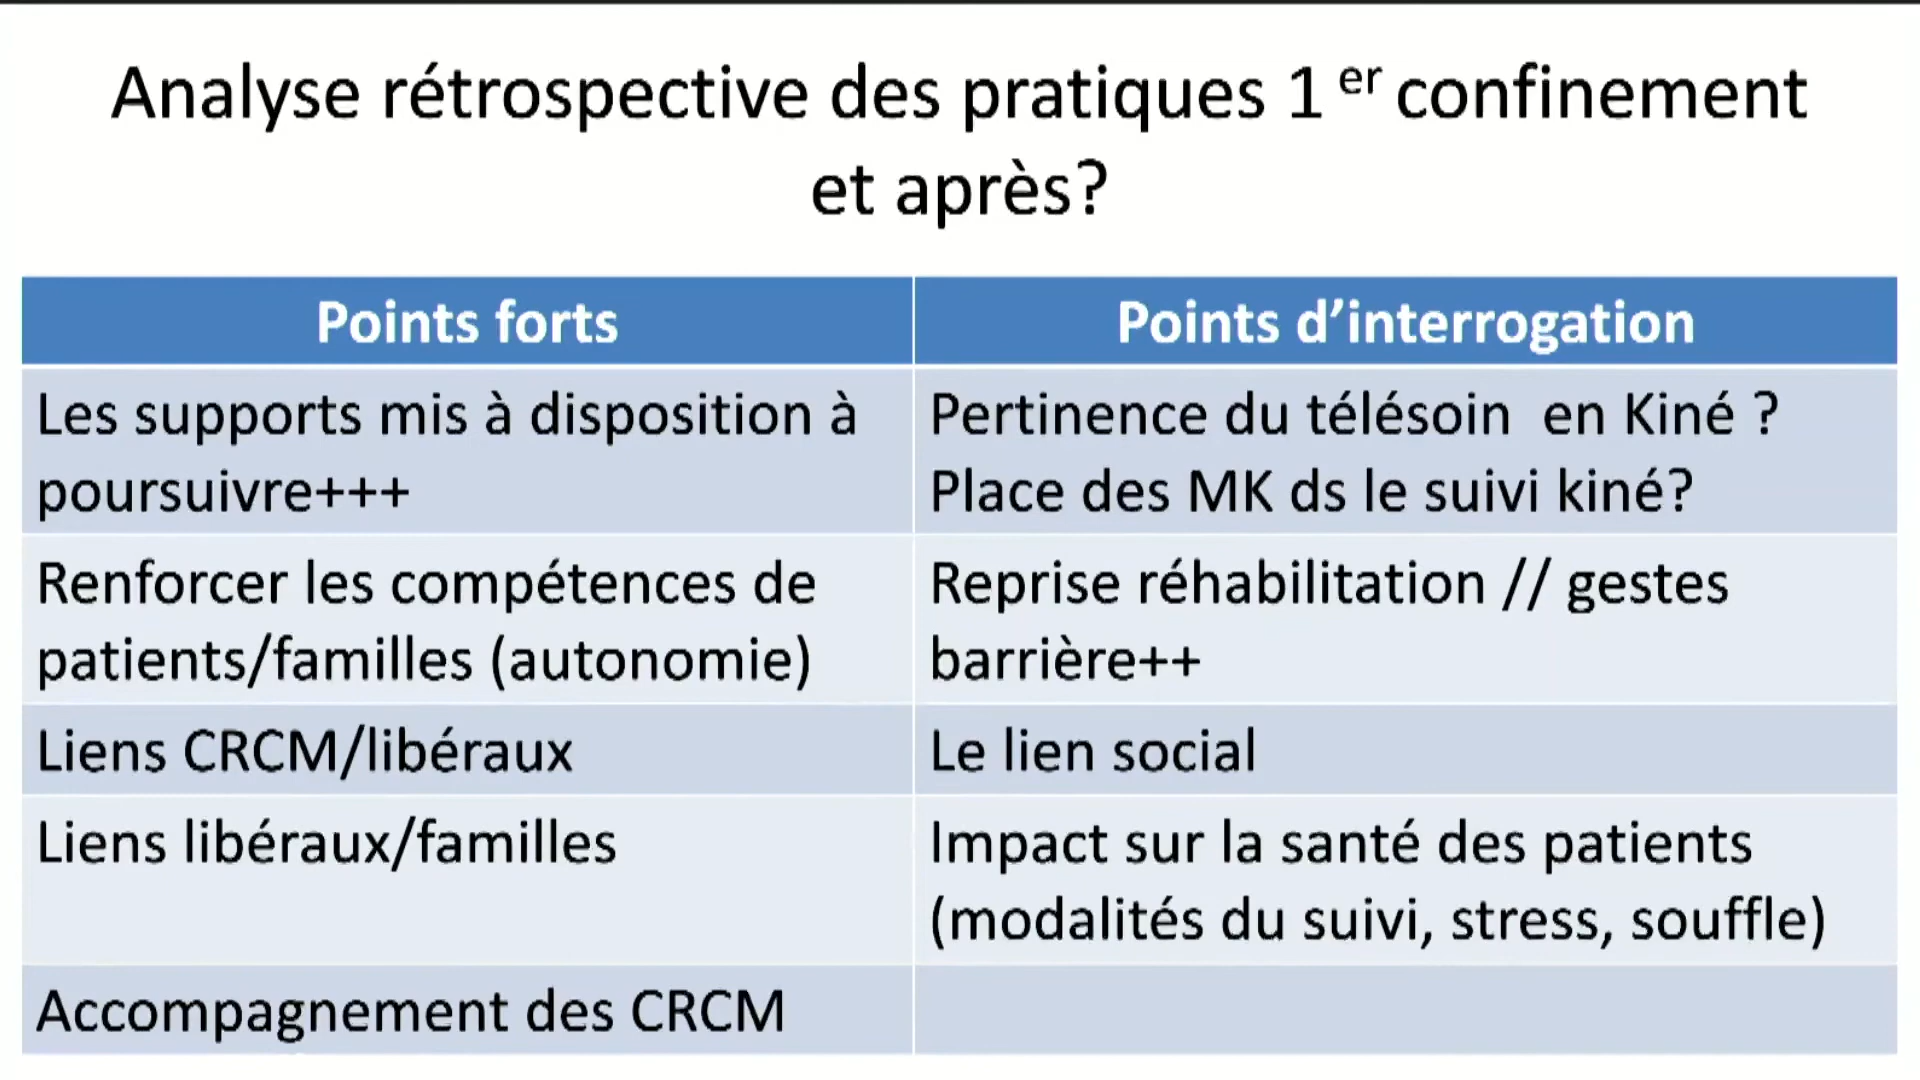 Analyse rétrospective des pratiques 1 er confinement
et après?
Points forts
Points d’interrogation
Les supports mis à disposition à
poursuivre+++
Pertinence du télésoin en Kiné ?
Place des MK ds le suivi kiné?
Renforcer les compétences de
patients/familles (autonomie)
Reprise réhabilitation // gestes
barrière++
Liens CRCM/libéraux
Le lien social
Liens libéraux/familles
Impact sur la santé des patients
(modalités du suivi, stress, souffle)
Accompagnement des CRCM